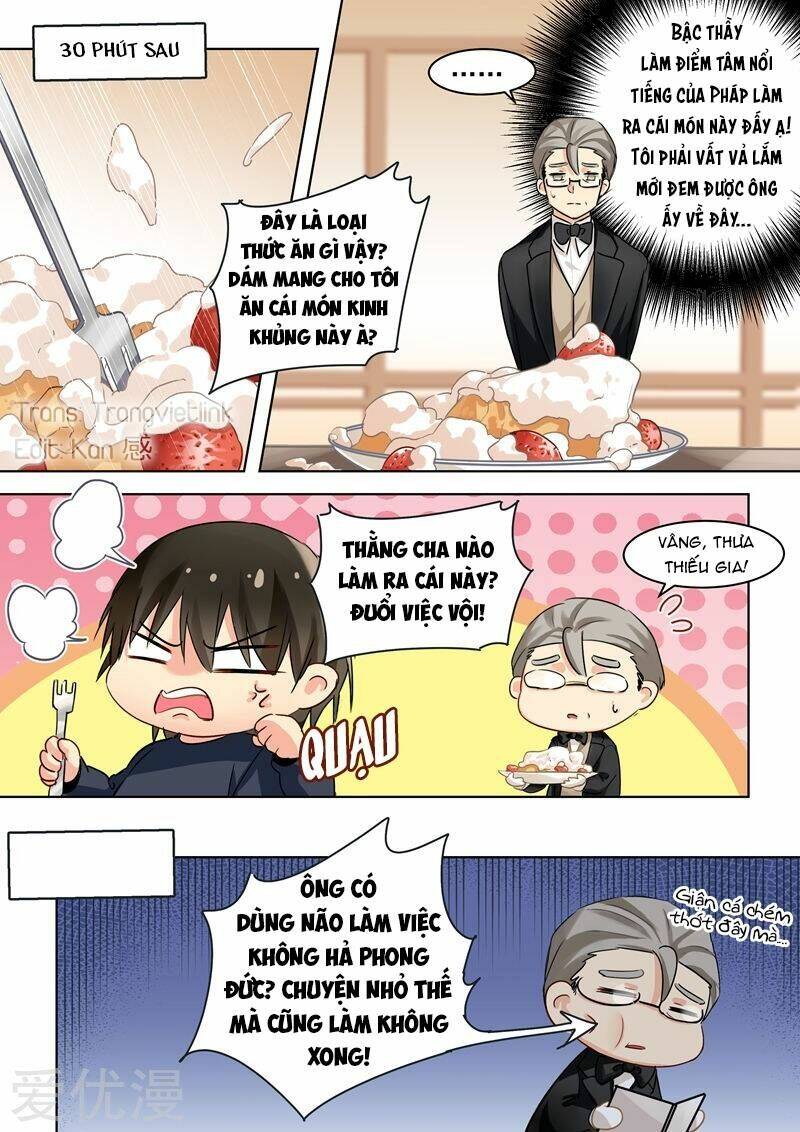 30 PHÚT SAU
......
BẬC THẦY
LÀM ĐIỂM TÂM NỔI
TIẾNG CỦA PHÁP LÀM
RA CÁI MÓN NÀY ĐẤY Ạ!
TÔI PHẢI VẤT VẢ LẮM
MỚI ĐEM ĐƯỢC ÔNG
ẤY VỀ ĐÂY...
ĐÂY LÀ LOẠI
THỨC ĂN GÌ VẬY?
DÁM MANG CHO TÔI
ĂN CÁI MÓN KINH
KHỦNG NÀY À?
Trans: Trangvietlink
Edit: Kan 感
THẰNG CHA NÀO
LÀM RA CÁI NÀY?
ĐUỔI VIỆC VỘI!
VÂNG, THƯA
THIẾU GIA!
QUẠU
ÔNG CÓ
DÙNG NÃO LÀM VIỆC
KHÔNG HẢ PHONG
ĐỨC? CHUYỆN NHỎ THẾ
MÀ CŨNG LÀM KHÔNG
XONG!
Giận cá chém
thớt đây mà...
爱优漫